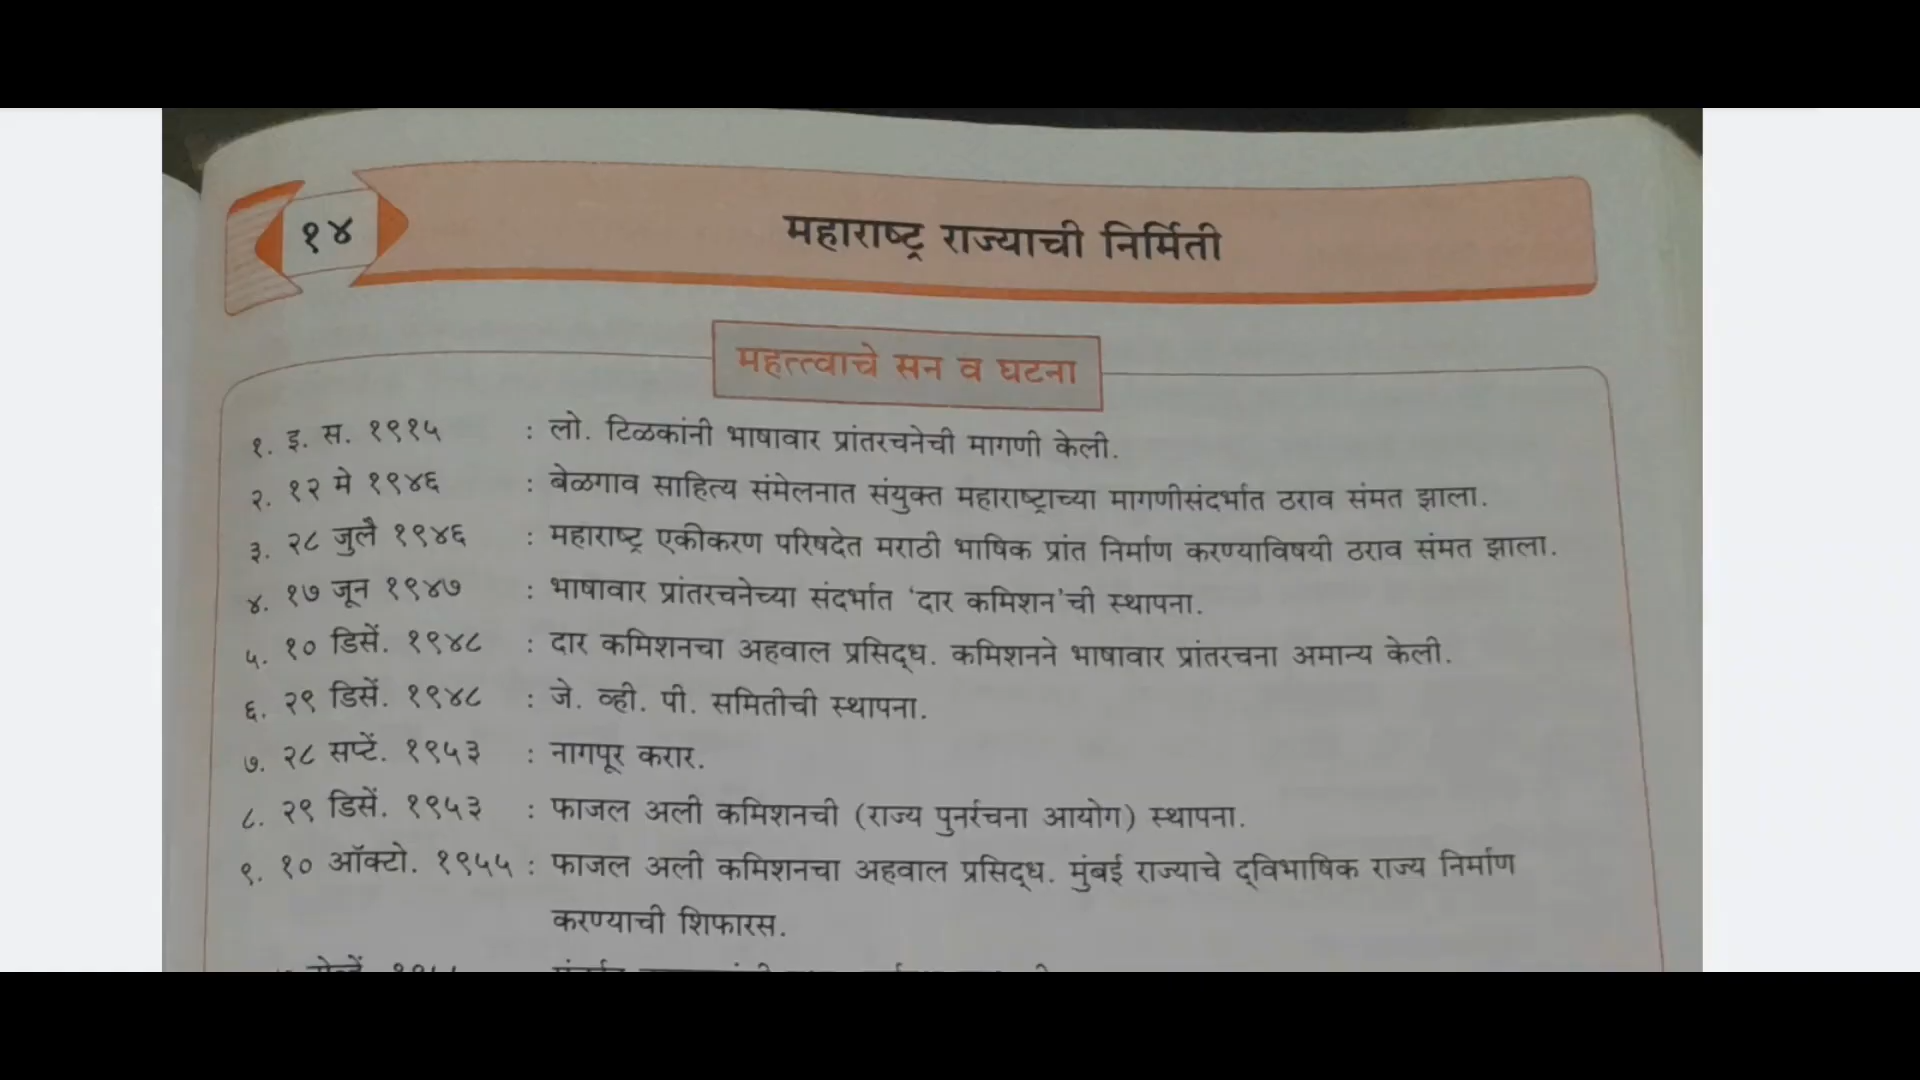 १४
महाराष्ट्र राज्याची निर्मिती
महत्त्वाचे सन व घटना
१. इ. स. १९१५ : लो. टिळकांनी भाषावार प्रांतरचनेची मागणी केली.
२. १२ मे १९४६ : बेळगाव साहित्य संमेलनात संयुक्त महाराष्ट्राच्या मागणीसंदर्भात ठराव संमत झाला.
३. २८ जुलै १९४६ : महाराष्ट्र एकीकरण परिषदेत मराठी भाषिक प्रांत निर्माण करण्याविषयी ठराव संमत झाला.
४. १७ जून १९४७ : भाषावार प्रांतरचनेच्या संदर्भात ‘दार कमिशन’ची स्थापना.
५. १० डिसें. १९४८ : दार कमिशनचा अहवाल प्रसिद्ध. कमिशनने भाषावार प्रांतरचना अमान्य केली.
६. २९ डिसें. १९४८ : जे. व्ही. पी. समितीची स्थापना.
७. २८ सप्टें. १९५३ : नागपूर करार.
८. २९ डिसें. १९५३ : फाजल अली कमिशनची (राज्य पुनर्रचना आयोग) स्थापना.
९. १० ऑक्टो. १९५५ : फाजल अली कमिशनचा अहवाल प्रसिद्ध. मुंबई राज्याचे द्विभाषिक राज्य निर्माण
करण्याची शिफारस.